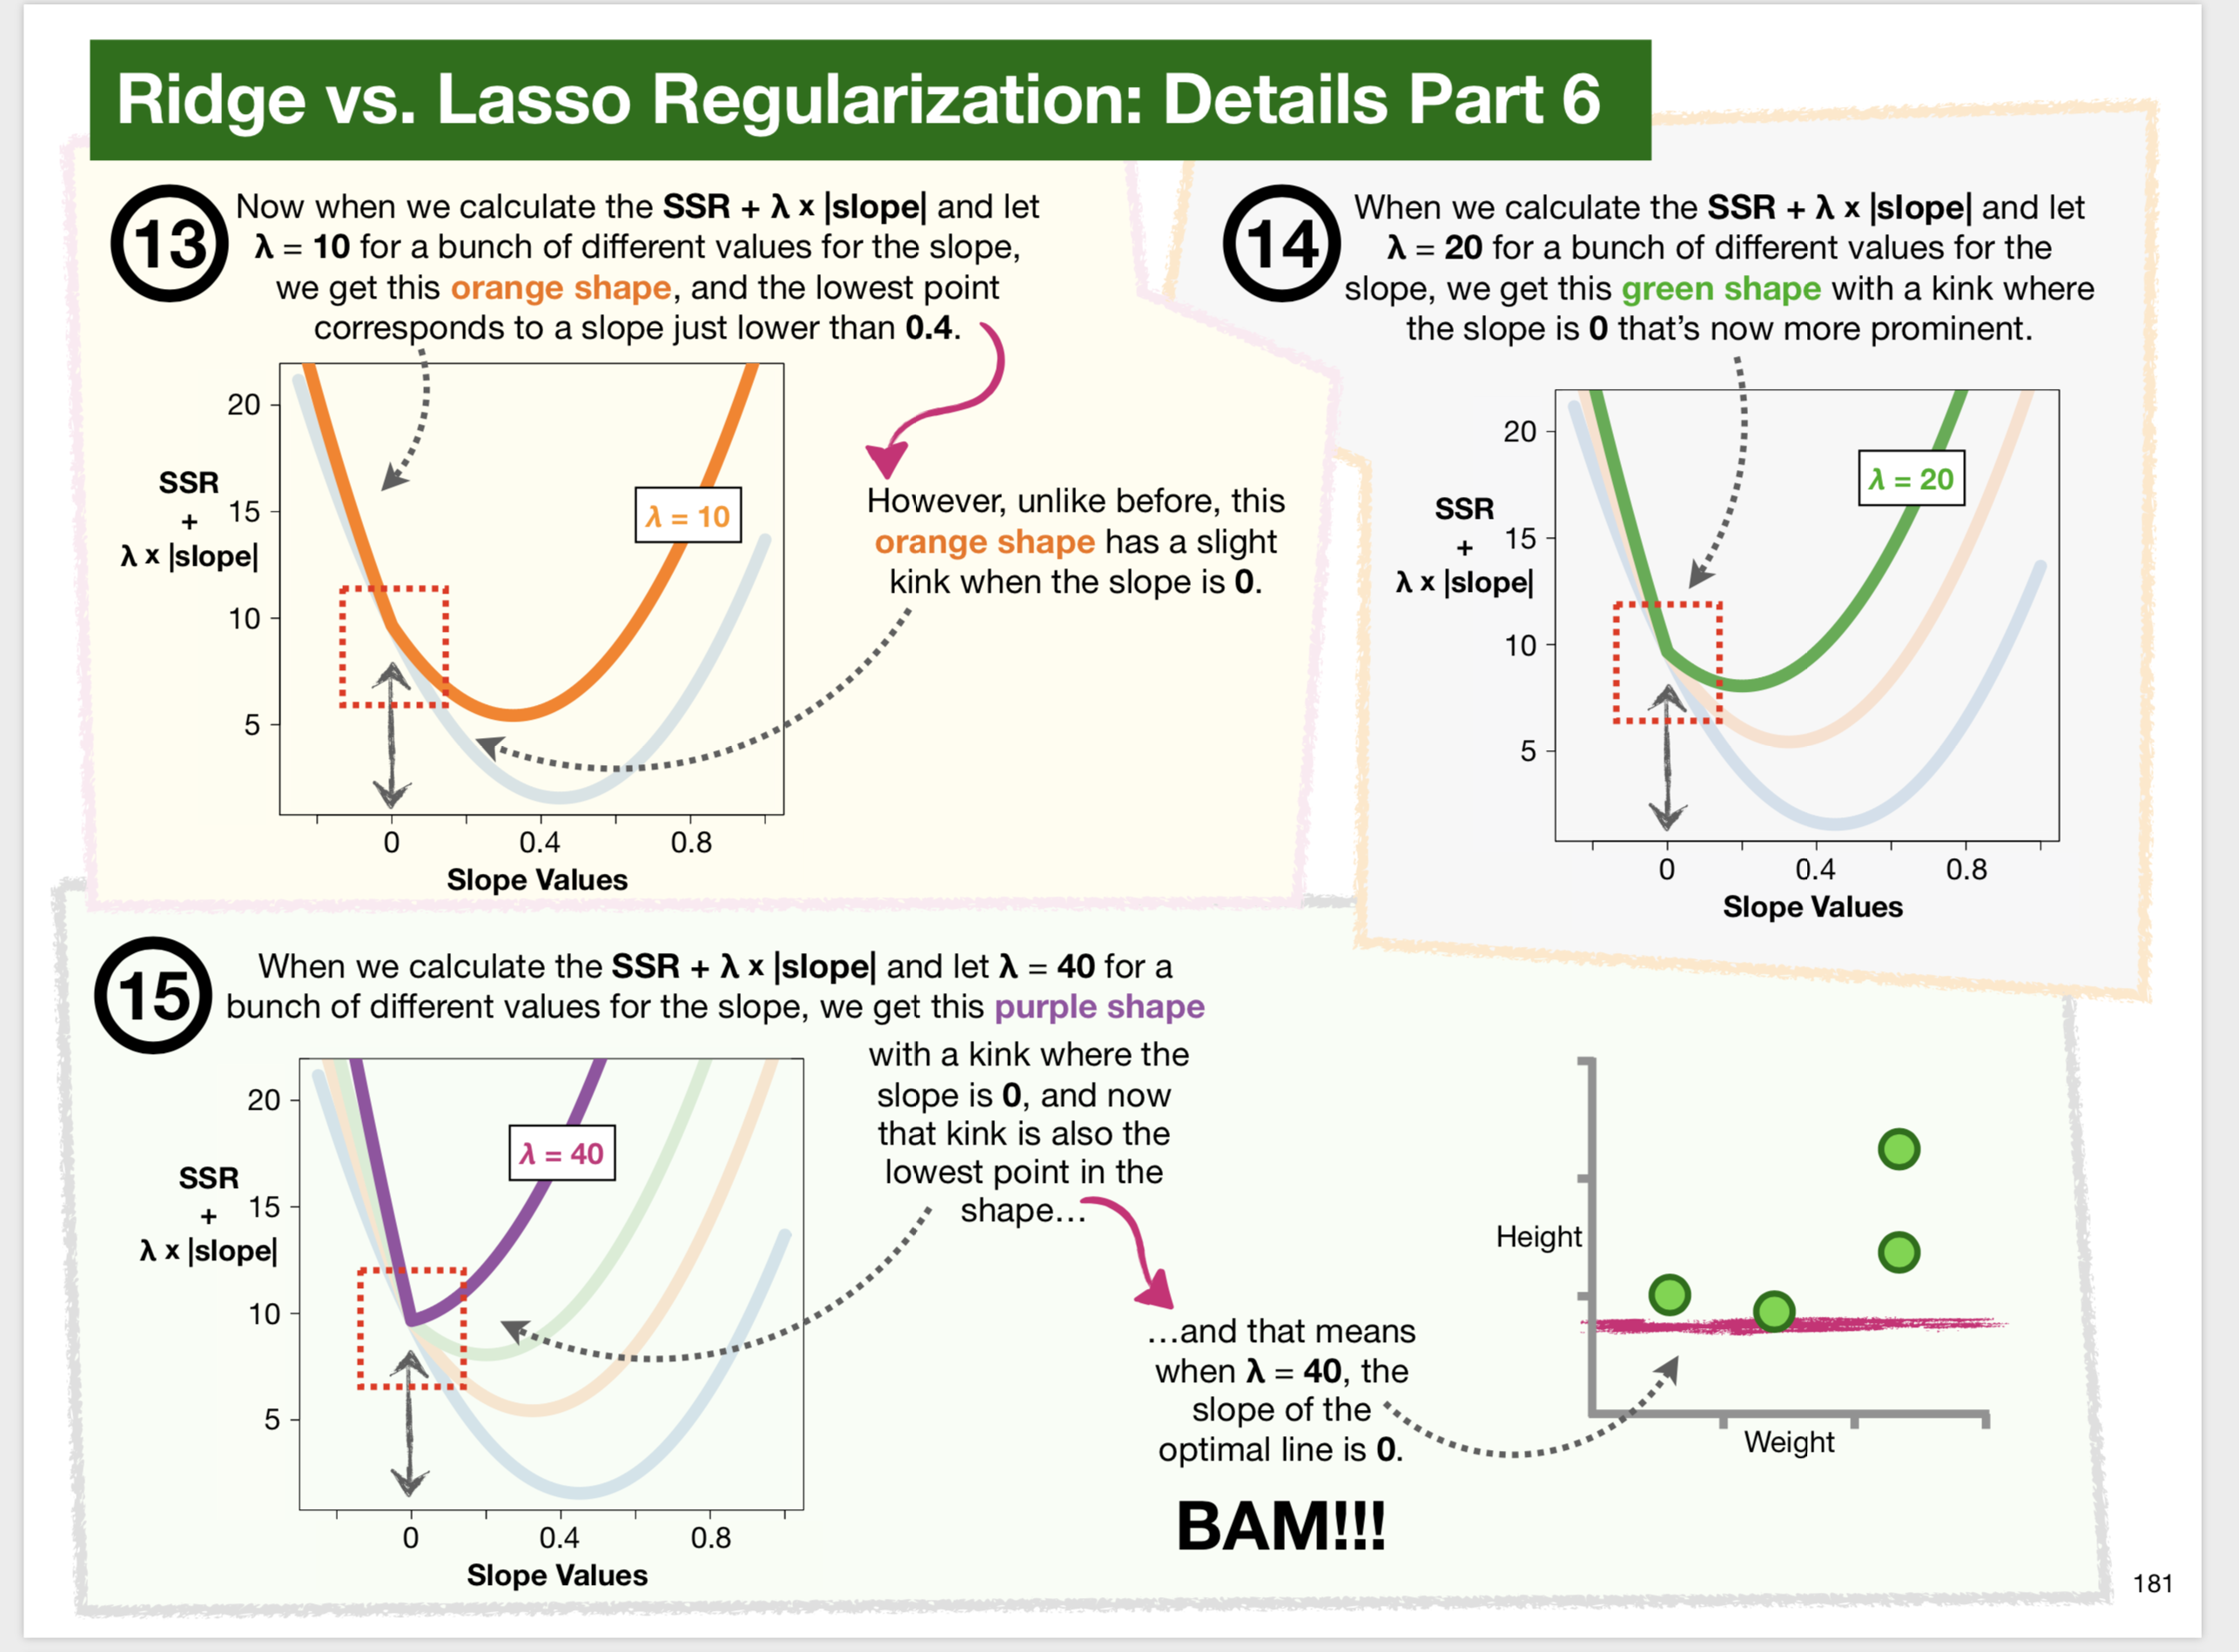 Ridge vs. Lasso Regularization: Details Part 6
13
Now when we calculate the SSR + λ x |slope| and let
λ = 10 for a bunch of different values for the slope,
we get this orange shape, and the lowest point
corresponds to a slope just lower than 0.4.
20
15
10
5
SSR
+
λ x |slope|
λ = 10
0 0.4 0.8
Slope Values
However, unlike before, this
orange shape has a slight
kink when the slope is 0.
14
When we calculate the SSR + λ x |slope| and let
λ = 20 for a bunch of different values for the
slope, we get this green shape with a kink where
the slope is 0 that’s now more prominent.
20
15
10
5
SSR
+
λ x |slope|
λ = 20
0 0.4 0.8
Slope Values
15
When we calculate the SSR + λ x |slope| and let λ = 40 for a
bunch of different values for the slope, we get this purple shape
with a kink where the
slope is 0, and now
that kink is also the
lowest point in the
shape…
20
15
10
5
SSR
+
λ x |slope|
λ = 40
0 0.4 0.8
Slope Values
…and that means
when λ = 40, the
slope of the
optimal line is 0.
Height
Weight
BAM!!!
181